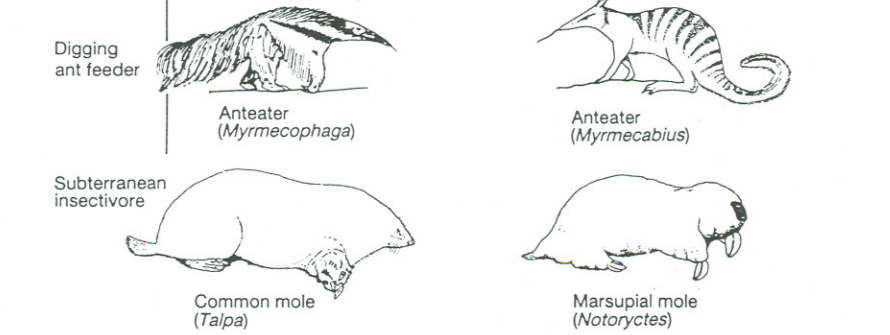 Digging
ant feeder
Anteater
(Myrmecophaga)
Anteater
(Myrmecabius)
Subterranean
insectivore
Common mole
(Talpa)
Marsupial mole
(Notoryctes)